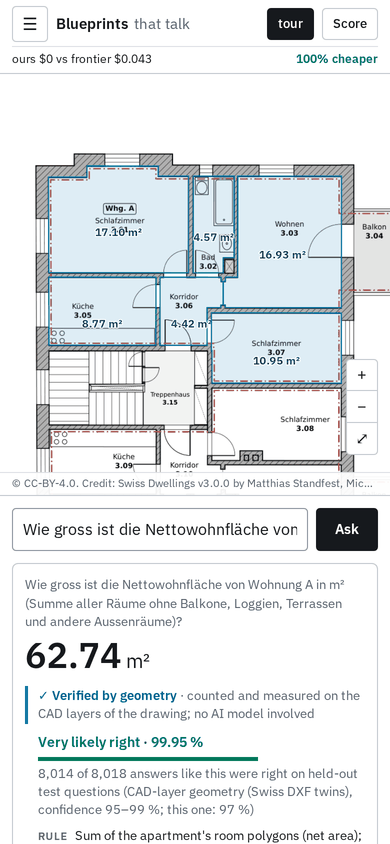 ☰ Blueprints that talk tour Score
ours $0 vs frontier $0.043 100% cheaper
Whg. A
Schlafzimmer
4.57 m²
Bad
3.02
Wohnen
3.03
16.93 m²
Balkon
3.04
Küche
3.05
8.77 m²
Korridor
3.06
4.42 m²
Schlafzimmer
3.07
10.95 m²
Treppenhaus
3.15
Schlafzimmer
3.08
Küche
3.09
Korridor
+
−
⤢
© CC-BY-4.0. Credit: Swiss Dwellings v3.0.0 by Matthias Standfest, Mic...
Wie gross ist die Nettowohnfläche von Ask
Wie gross ist die Nettowohnfläche von Wohnung A in m²
(Summe aller Räume ohne Balkone, Loggien, Terrassen
und andere Aussenräume)?
62.74 m²
✓ Verified by geometry · counted and measured on the
CAD layers of the drawing; no AI model involved
Very likely right · 99.95 %
8,014 of 8,018 answers like this were right on held-out
test questions (CAD-layer geometry (Swiss DXF twins),
confidence 95–99 %; this one: 97 %)
RULE Sum of the apartment's room polygons (net area);